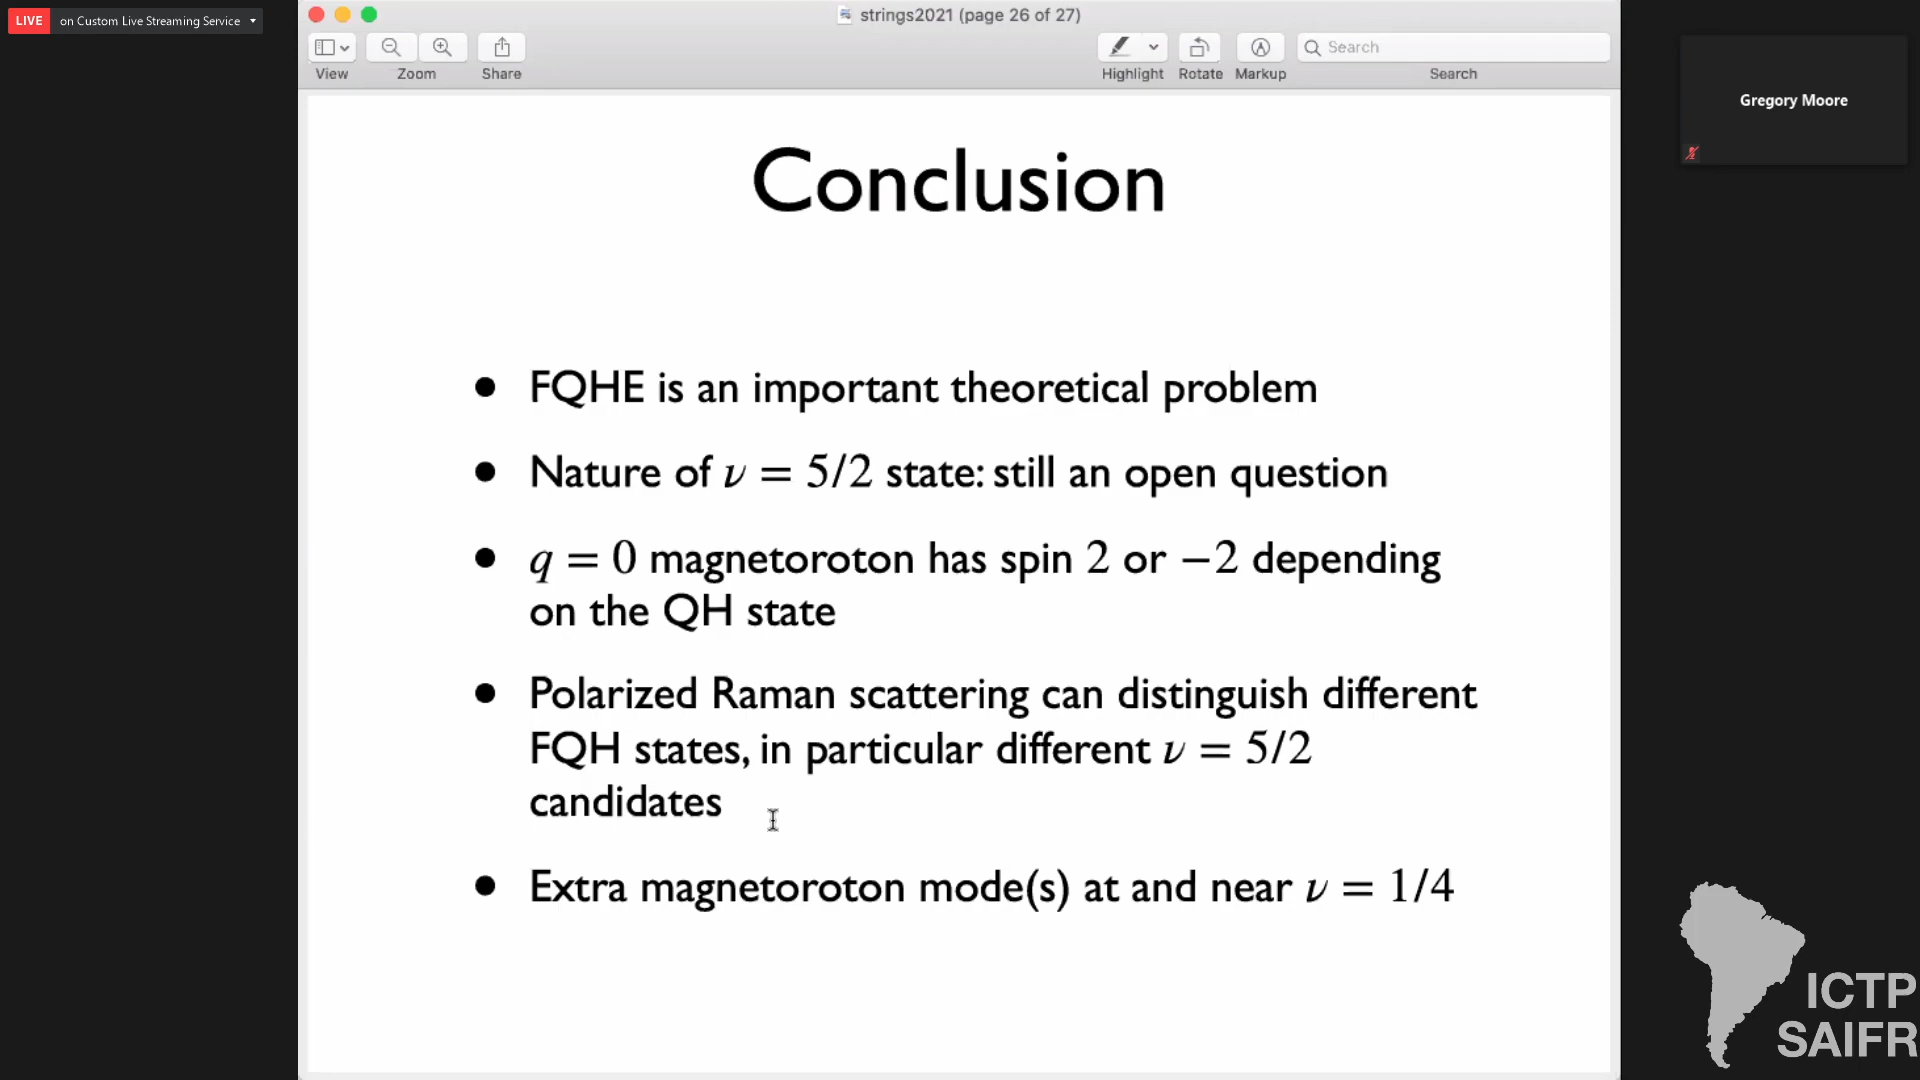 LIVE on Custom Live Streaming Service
strings2021 (page 26 of 27)
View Zoom Share Highlight Rotate Markup Search
Search
Gregory Moore
Conclusion
• FQHE is an important theoretical problem
• Nature of ν = 5/2 state: still an open question
• q = 0 magnetoroton has spin 2 or −2 depending
on the QH state
• Polarized Raman scattering can distinguish different
FQH states, in particular different ν = 5/2
candidates
• Extra magnetoroton mode(s) at and near ν = 1/4
ICTP
SAIFR